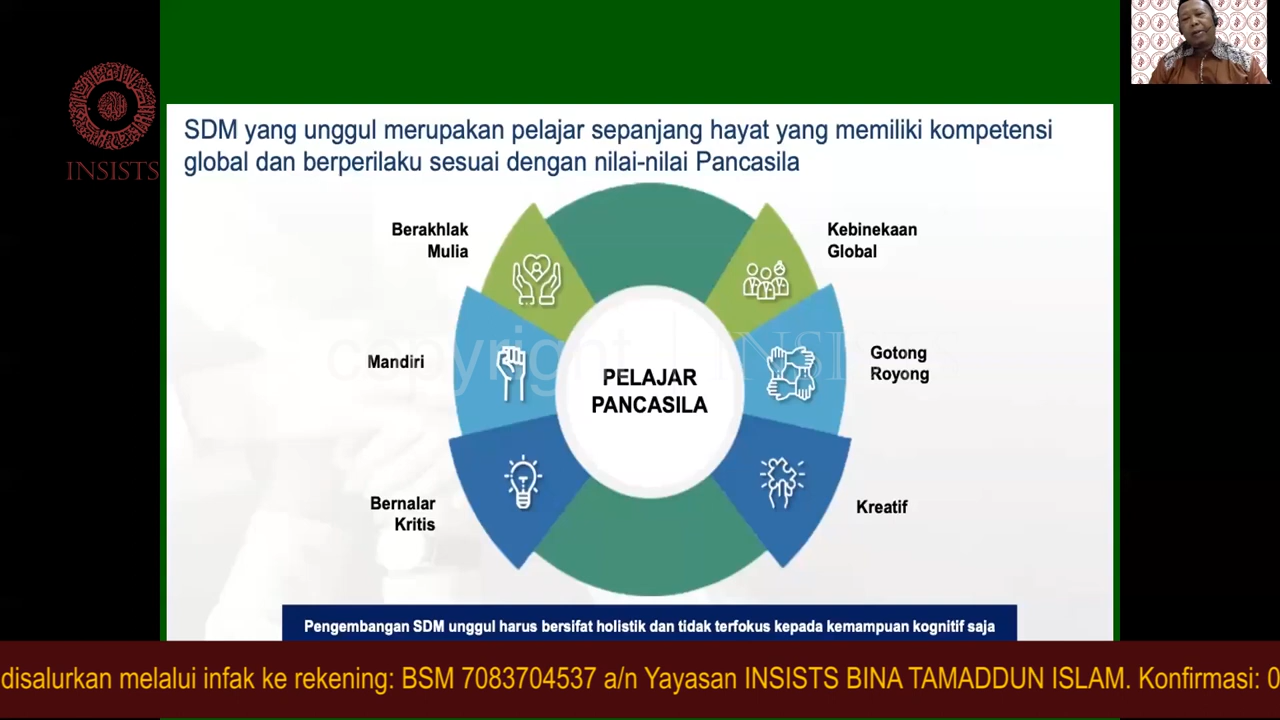 INSISTS
SDM yang unggul merupakan pelajar sepanjang hayat yang memiliki kompetensi
global dan berperilaku sesuai dengan nilai-nilai Pancasila
Berakhlak
Mulia
Kebinekaan
Global
Mandiri
Gotong
Royong
PELAJAR
PANCASILA
Bernalar
Kritis
Kreatif
copyright | INSISTS
Pengembangan SDM unggul harus bersifat holistik dan tidak terfokus kepada kemampuan kognitif saja
disalurkan melalui infak ke rekening: BSM 7083704537 a/n Yayasan INSISTS BINA TAMADDUN ISLAM. Konfirmasi: 0